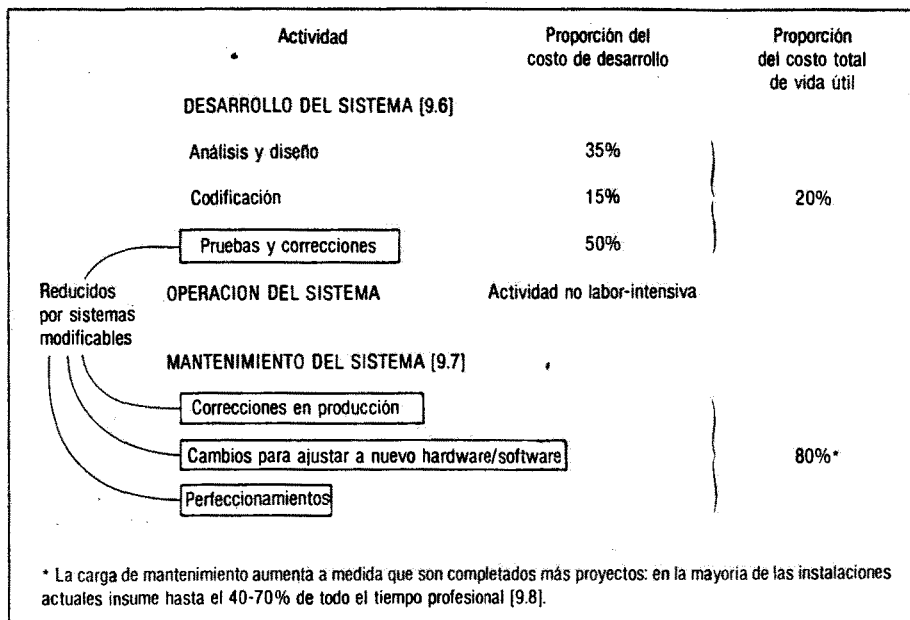 Actividad Proporción del Proporción
costo de desarrollo del costo total
de vida útil
DESARROLLO DEL SISTEMA [9.6]
Análisis y diseño 35%
Codificación 15% 20%
Pruebas y correcciones 50%
Reducidos OPERACION DEL SISTEMA Actividad no labor-intensiva
por sistemas
modificables
MANTENIMIENTO DEL SISTEMA [9.7]
Correcciones en producción
Cambios para ajustar a nuevo hardware/software 80%*
Perfeccionamientos
* La carga de mantenimiento aumenta a medida que son completados más proyectos: en la mayoria de las instalaciones
actuales insume hasta el 40-70% de todo el tiempo profesional [9.8].